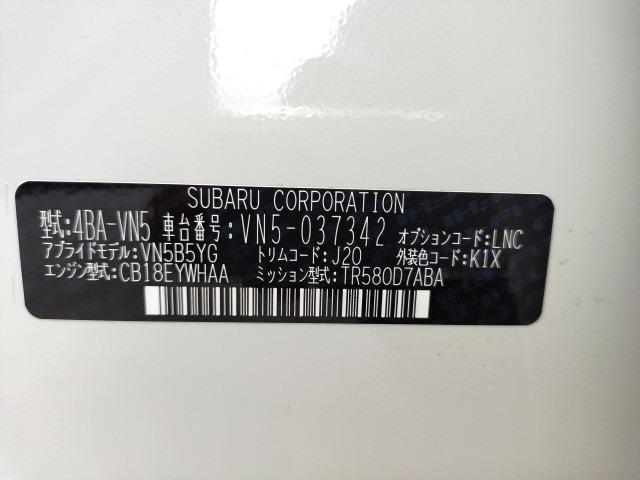 SUBARU CORPORATION
型式:4BA-VN5 車台番号:VN5-037342 オプションコード:LNC
アプライドモデル:VN5B5YG トリムコード:J20 外装色コード:K1X
エンジン型式:CB18EYWHAA ミッション型式:TR580D7ABA